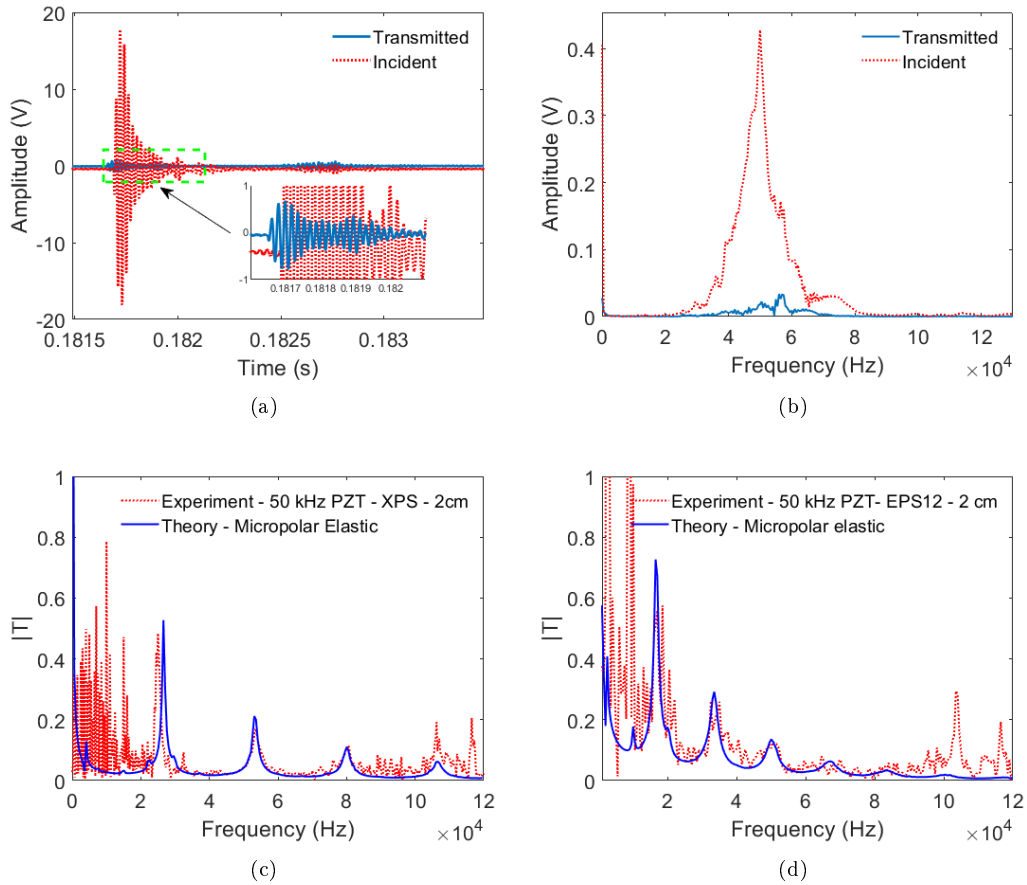 20
10
0
-10
-20
Amplitude (V)
Transmitted
Incident
1
0
-1
0.1817 0.1818 0.1819 0.182
0.1815 0.182 0.1825 0.183
Time (s)
(a)
0.4
0.3
0.2
0.1
0
Amplitude (V)
Transmitted
Incident
0 2 4 6 8 10 12
Frequency (Hz)
×10^4
(b)
1
0.8
0.6
0.4
0.2
0
|T|
Experiment - 50 kHz PZT - XPS - 2cm
Theory - Micropolar Elastic
0 2 4 6 8 10 12
Frequency (Hz)
×10^4
(c)
1
0.8
0.6
0.4
0.2
0
|T|
Experiment - 50 kHz PZT- EPS12 - 2 cm
Theory - Micropolar elastic
2 4 6 8 10 12
Frequency (Hz)
×10^4
(d)